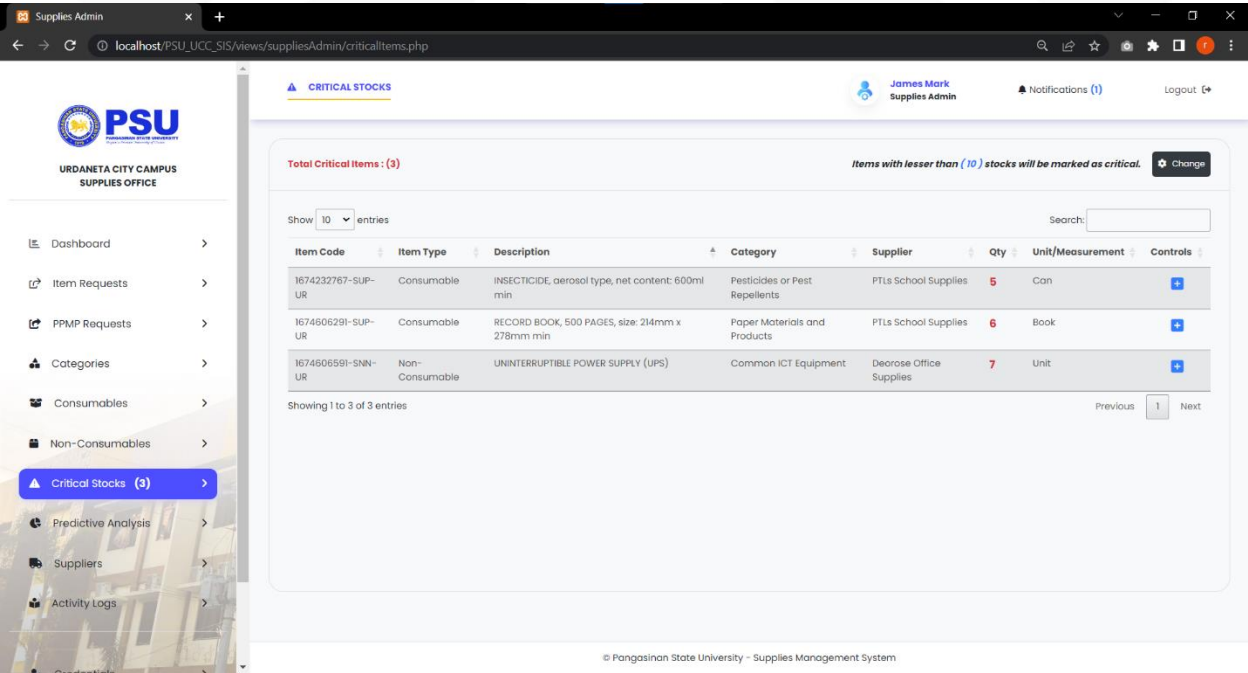 Supplies Admin
localhost/PSU_UCC_SIS/views/suppliesAdmin/criticalItems.php
PSU
PANGASINAN STATE UNIVERSITY
URDANETA CITY CAMPUS
SUPPLIES OFFICE
Dashboard
Item Requests
PPMP Requests
Categories
Consumables
Non-Consumables
Critical Stocks (3)
Predictive Analysis
Suppliers
Activity Logs
Credentials
CRITICAL STOCKS
James Mark
Supplies Admin
Notifications (1)
Logout
Total Critical Items : (3)
Items with lesser than ( 10 ) stocks will be marked as critical.
Change
Show 10 entries
Search:
Item Code Item Type Description Category Supplier Qty Unit/Measurement Controls
1674232767-SUP- Consumable INSECTICIDE, aerosol type, net content: 600ml Pesticides or Pest PTLs School Supplies 5 Can
UR min Repellents
1674606291-SUP- Consumable RECORD BOOK, 500 PAGES, size: 214mm x Paper Materials and PTLs School Supplies 6 Book
UR 278mm min Products
1674606591-SNN- Non- UNINTERRUPTIBLE POWER SUPPLY (UPS) Common ICT Equipment Deorose Office 7 Unit
UR Consumable Supplies
Showing 1 to 3 of 3 entries
Previous 1 Next
© Pangasinan State University - Supplies Management System